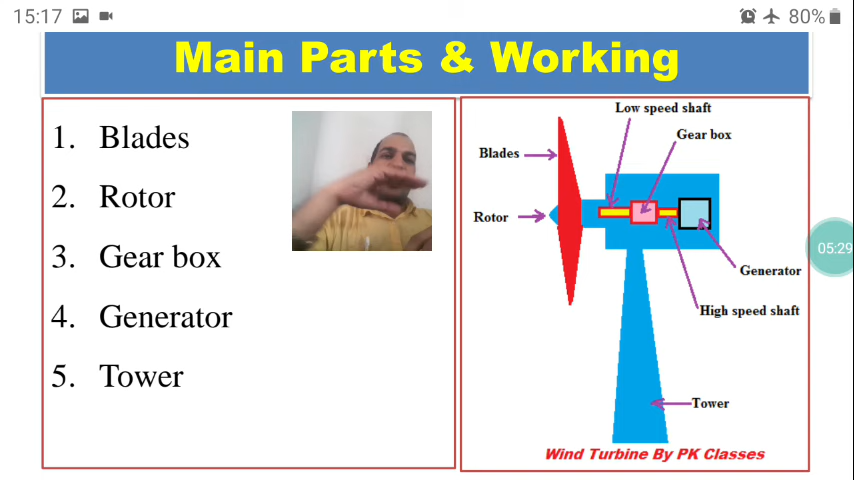 15:17
80%
Main Parts & Working
1. Blades
2. Rotor
3. Gear box
4. Generator
5. Tower
Low speed shaft
Gear box
Blades
Rotor
05:29
Generator
High speed shaft
Tower
Wind Turbine By PK Classes